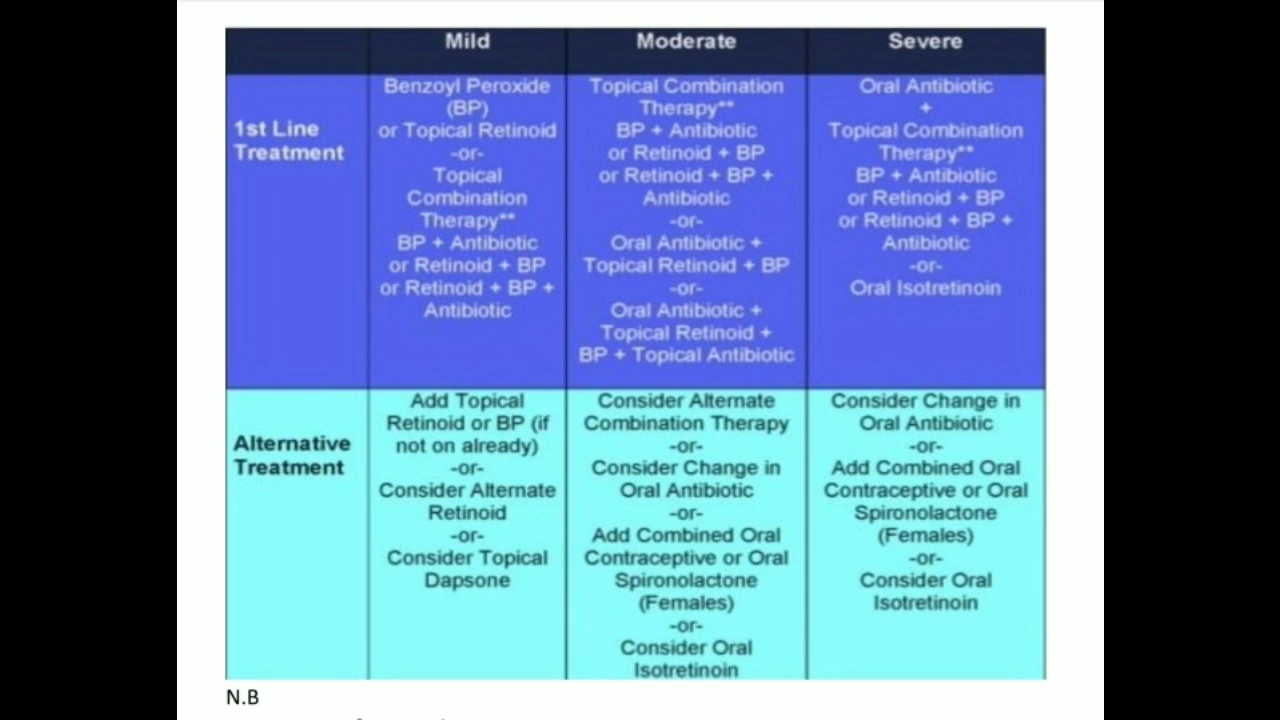 Mild
Moderate
Severe
1st Line
Treatment
Benzoyl Peroxide
(BP)
or Topical Retinoid
-or-
Topical
Combination
Therapy**
BP + Antibiotic
or Retinoid + BP
or Retinoid + BP +
Antibiotic
Topical Combination
Therapy**
BP + Antibiotic
or Retinoid + BP
or Retinoid + BP +
Antibiotic
-or-
Oral Antibiotic +
Topical Retinoid + BP
-or-
Oral Antibiotic +
Topical Retinoid +
BP + Topical Antibiotic
Oral Antibiotic
+
Topical Combination
Therapy**
BP + Antibiotic
or Retinoid + BP
or Retinoid + BP +
Antibiotic
-or-
Oral Isotretinoin
Alternative
Treatment
Add Topical
Retinoid or BP (if
not on already)
-or-
Consider Alternate
Retinoid
-or-
Consider Topical
Dapsone
Consider Alternate
Combination Therapy
-or-
Consider Change in
Oral Antibiotic
-or-
Add Combined Oral
Contraceptive or Oral
Spironolactone
(Females)
-or-
Consider Oral
Isotretinoin
Consider Change in
Oral Antibiotic
-or-
Add Combined Oral
Contraceptive or Oral
Spironolactone
(Females)
-or-
Consider Oral
Isotretinoin
N.B